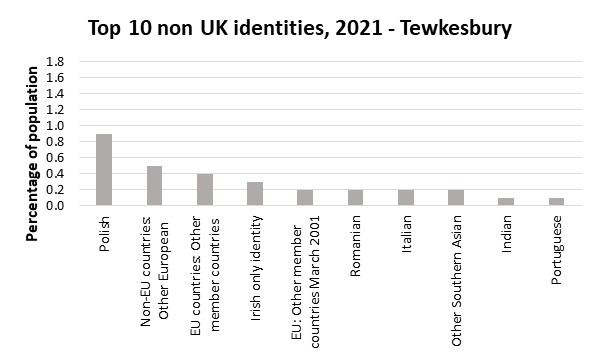 Top 10 non UK identities, 2021 - Tewkesbury
Percentage of population
1.8
1.6
1.4
1.2
1.0
0.8
0.6
0.4
0.2
0.0
Polish
Non-EU countries:
Other European
EU countries: Other
member countries
Irish only identity
EU: Other member
countries March 2001
Romanian
Italian
Other Southern Asian
Indian
Portuguese